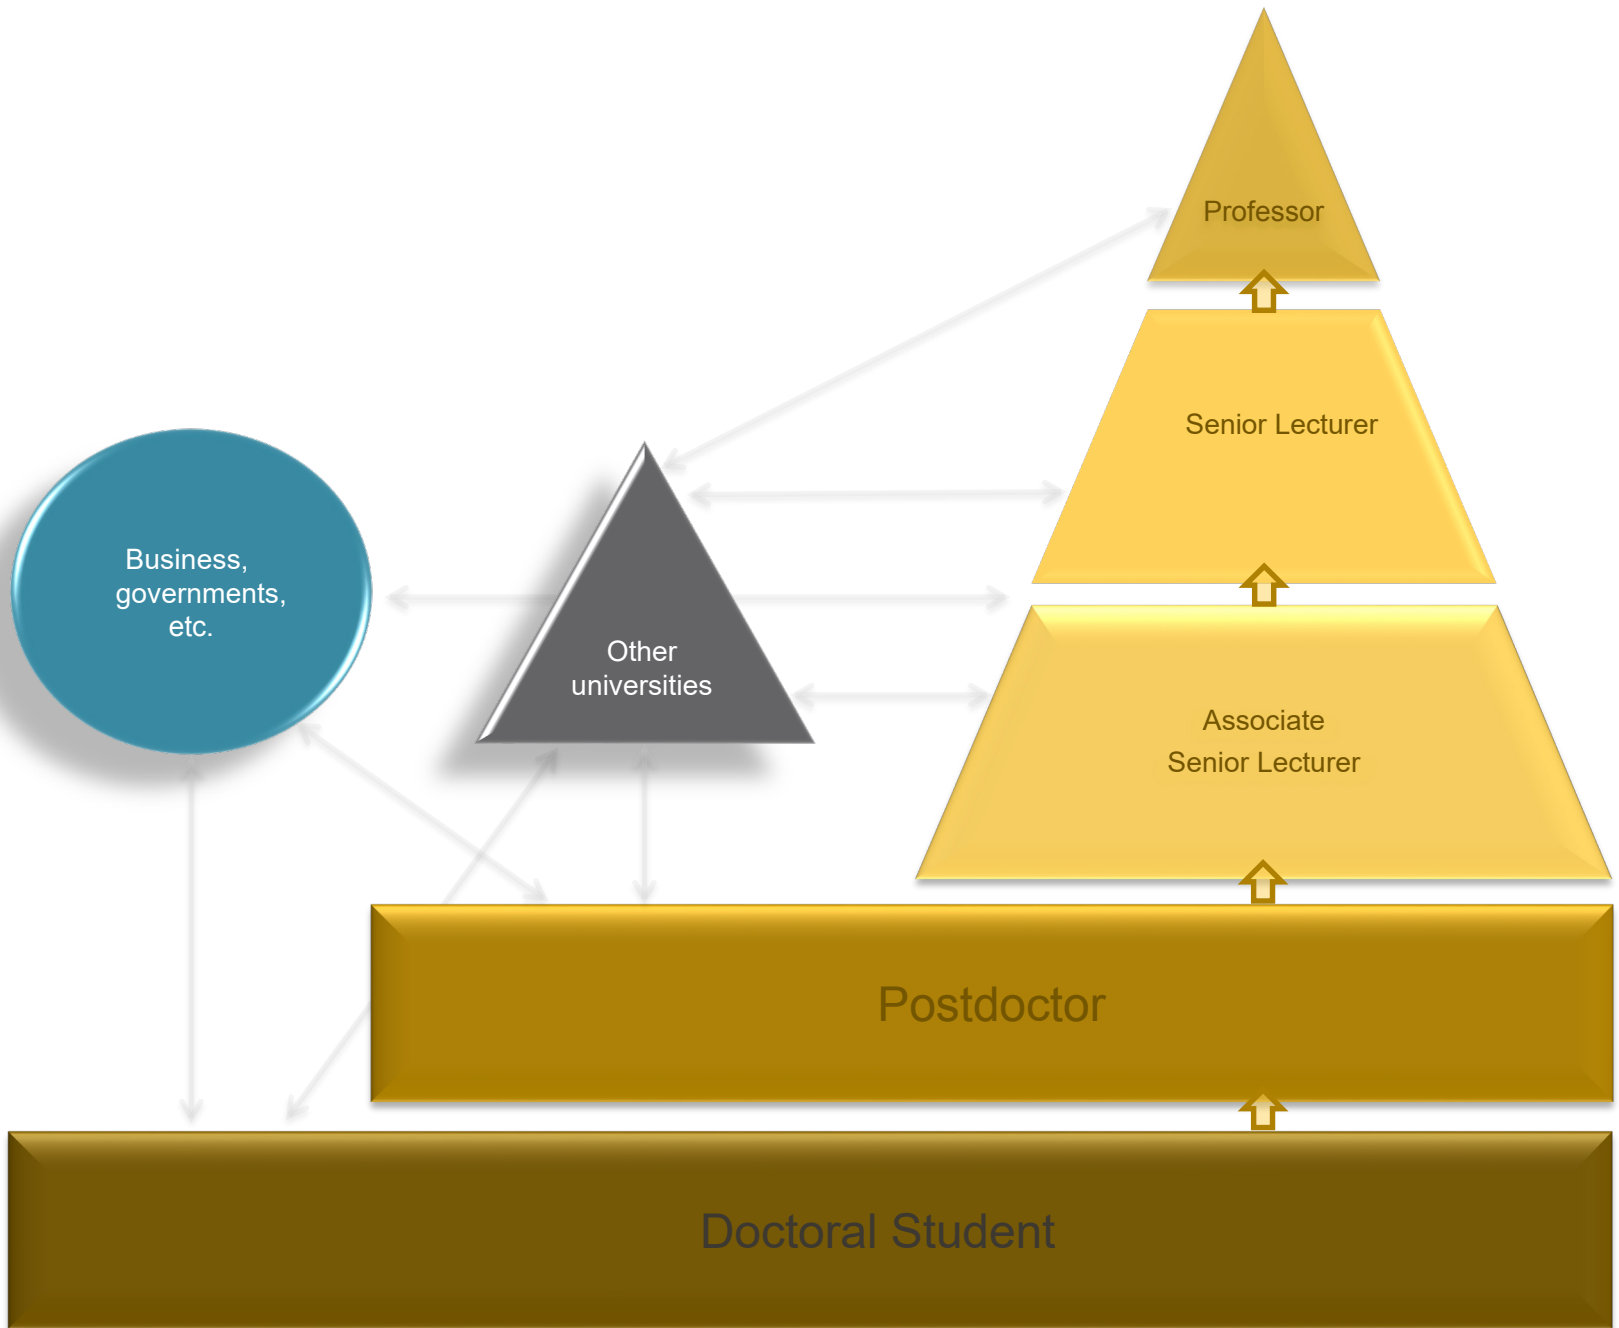 Professor
Senior Lecturer
Business,
governments,
etc.
Other
universities
Associate
Senior Lecturer
Postdoctor
Doctoral Student